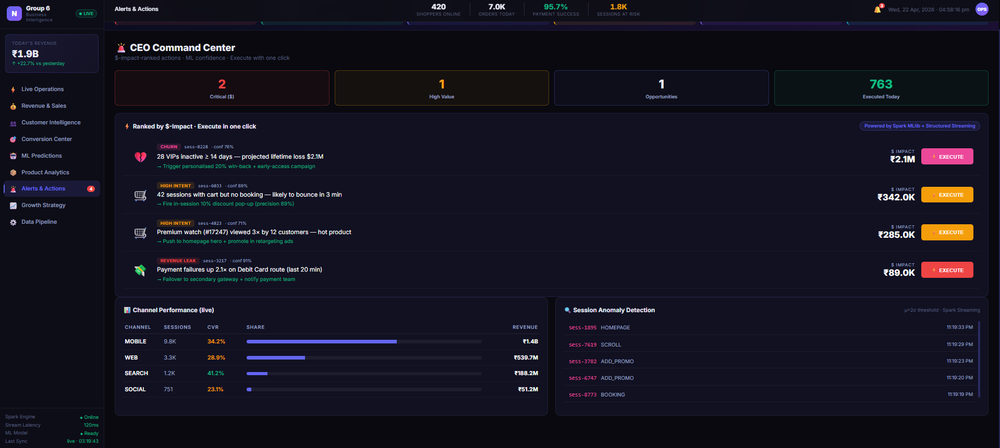 N
Group 6
Business
Intelligence
● LIVE
TODAY'S REVENUE
₹1.9B
↑ +22.7% vs yesterday
Live Operations
Revenue & Sales
Customer Intelligence
Conversion Center
ML Predictions
Product Analytics
Alerts & Actions 4
Growth Strategy
Data Pipeline
Spark Engine ● Online
Stream Latency 120ms
ML Model ● Ready
Last Sync live · 03:19:43
Alerts & Actions
420
SHOPPERS ONLINE
7.0K
ORDERS TODAY
95.7%
PAYMENT SUCCESS
1.8K
SESSIONS AT RISK
3
Wed, 22 Apr, 2026 · 04:58:16 pm
OPS
CEO Command Center
$-impact-ranked actions · ML confidence · Execute with one click
2
Critical ($)
1
High Value
1
Opportunities
763
Executed Today
Ranked by $-Impact · Execute in one click
Powered by Spark MLlib + Structured Streaming
CHURN sess-8228 · conf 76%
28 VIPs inactive ≥ 14 days — projected lifetime loss $2.1M
→ Trigger personalised 20% win-back + early-access campaign
$ IMPACT
₹2.1M
EXECUTE
HIGH INTENT sess-6033 · conf 89%
42 sessions with cart but no booking — likely to bounce in 3 min
→ Fire in-session 10% discount pop-up (precision 89%)
$ IMPACT
₹342.0K
EXECUTE
HIGH INTENT sess-4823 · conf 71%
Premium watch (#17247) viewed 3× by 12 customers — hot product
→ Push to homepage hero + promote in retargeting ads
$ IMPACT
₹285.0K
EXECUTE
REVENUE LEAK sess-3217 · conf 91%
Payment failures up 2.1× on Debit Card route (last 20 min)
→ Failover to secondary gateway + notify payment team
$ IMPACT
₹89.0K
EXECUTE
Channel Performance (live)
CHANNEL SESSIONS CVR SHARE REVENUE
MOBILE 9.8K 34.2% ₹1.4B
WEB 3.3K 28.9% ₹539.7M
SEARCH 1.2K 41.2% ₹188.2M
SOCIAL 751 23.1% ₹51.2M
Session Anomaly Detection
μ+2σ threshold · Spark Streaming
sess-1895 HOMEPAGE 11:19:33 PM
sess-7619 SCROLL 11:19:29 PM
sess-3782 ADD_PROMO 11:19:23 PM
sess-6747 ADD_PROMO 11:19:20 PM
sess-8773 BOOKING 11:19:19 PM